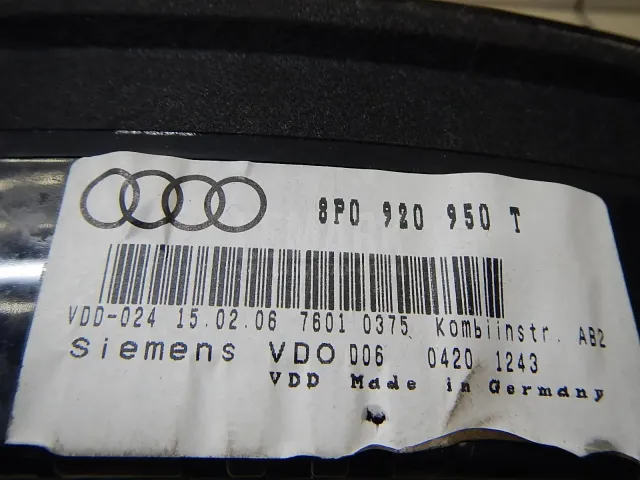 8P0 920 950 T
VDD-024 15.02.06 7601 0375 Kombiinstr. AB2
Siemens VDO D06 0420 1243
VDD Made in Germany